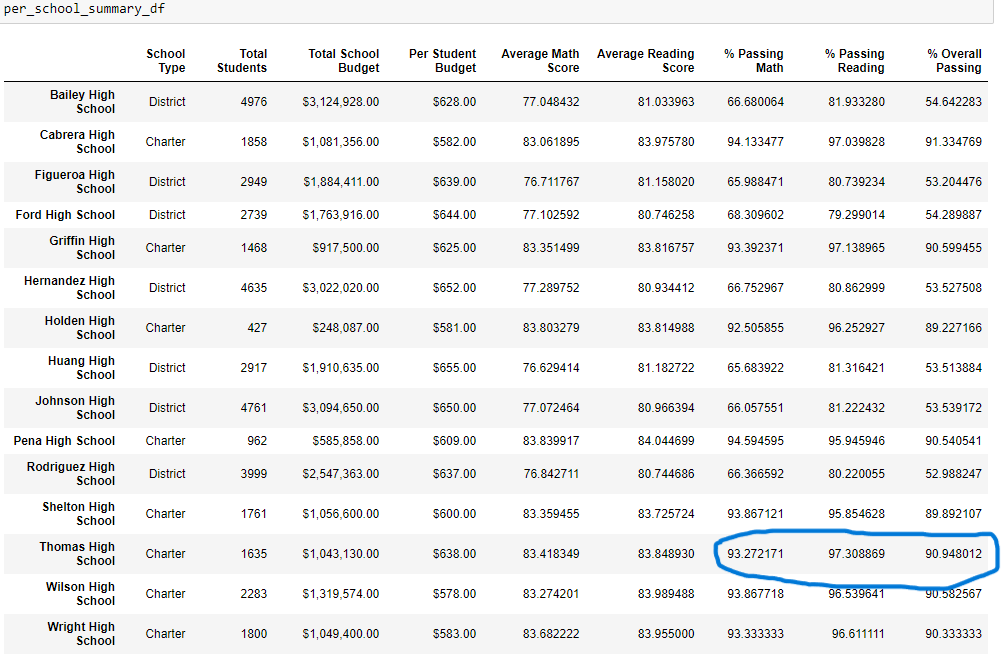 per_school_summary_df
School Type Total Students Total School Budget Per Student Budget Average Math Score Average Reading Score % Passing Math % Passing Reading % Overall Passing
Bailey High School District 4976 $3,124,928.00 $628.00 77.048432 81.033963 66.680064 81.933280 54.642283
Cabrera High School Charter 1858 $1,081,356.00 $582.00 83.061895 83.975780 94.133477 97.039828 91.334769
Figueroa High School District 2949 $1,884,411.00 $639.00 76.711767 81.158020 65.988471 80.739234 53.204476
Ford High School District 2739 $1,763,916.00 $644.00 77.102592 80.746258 68.309602 79.299014 54.289887
Griffin High School Charter 1468 $917,500.00 $625.00 83.351499 83.816757 93.392371 97.138965 90.599455
Hernandez High School District 4635 $3,022,020.00 $652.00 77.289752 80.934412 66.752967 80.862999 53.527508
Holden High School Charter 427 $248,087.00 $581.00 83.803279 83.814988 92.505855 96.252927 89.227166
Huang High School District 2917 $1,910,635.00 $655.00 76.629414 81.182722 65.683922 81.316421 53.513884
Johnson High School District 4761 $3,094,650.00 $650.00 77.072464 80.966394 66.057551 81.222432 53.539172
Pena High School Charter 962 $585,858.00 $609.00 83.839917 84.044699 94.594595 95.945946 90.540541
Rodriguez High School District 3999 $2,547,363.00 $637.00 76.842711 80.744686 66.366592 80.220055 52.988247
Shelton High School Charter 1761 $1,056,600.00 $600.00 83.359455 83.725724 93.867121 95.854628 89.892107
Thomas High School Charter 1635 $1,043,130.00 $638.00 83.418349 83.848930 93.272171 97.308869 90.948012
Wilson High School Charter 2283 $1,319,574.00 $578.00 83.274201 83.989488 93.867718 96.539641 90.582567
Wright High School Charter 1800 $1,049,400.00 $583.00 83.682222 83.955000 93.333333 96.611111 90.333333